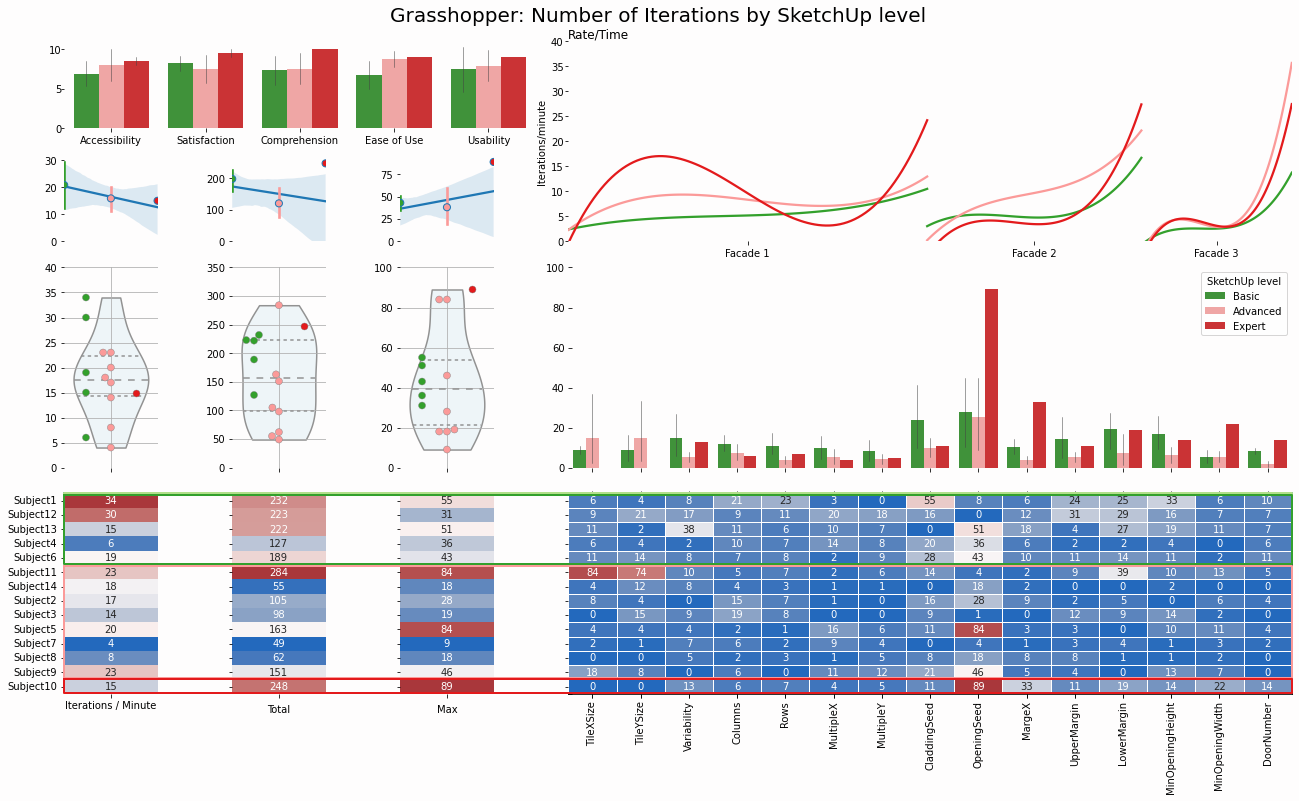 Grasshopper: Number of Iterations by SketchUp level
10
5
0
Accessibility Satisfaction Comprehension Ease of Use Usability
Rate/Time
Iterations/minute
40
35
30
25
20
15
10
5
0
Facade 1 Facade 2 Facade 3
30
20
10
0
200
100
0
75
50
25
0
40
35
30
25
20
15
10
5
0
350
300
250
200
150
100
50
0
100
80
60
40
20
0
100
80
60
40
20
0
SketchUp level
Basic
Advanced
Expert
Subject1 34 232 55 6 4 8 21 23 3 0 55 8 6 24 25 33 6 10
Subject12 30 223 31 9 21 17 9 11 20 18 16 0 12 31 29 16 7 7
Subject13 15 222 51 11 2 38 11 6 10 7 0 51 18 4 27 19 11 7
Subject4 6 127 36 6 4 2 10 7 14 8 20 36 6 2 2 4 0 6
Subject6 19 189 43 11 14 8 7 8 2 9 28 43 10 11 14 11 2 11
Subject11 23 284 84 84 74 10 5 7 2 6 14 4 2 9 39 10 13 5
Subject14 18 55 18 4 12 8 4 3 1 1 0 18 2 0 0 2 0 0
Subject2 17 105 28 8 4 0 15 7 1 0 16 28 9 2 5 0 6 4
Subject3 14 98 19 0 15 9 19 8 0 0 9 1 0 12 9 14 2 0
Subject5 20 163 84 4 4 4 2 1 16 6 11 84 3 3 0 10 11 4
Subject7 4 49 9 2 1 7 6 2 9 4 0 4 1 3 4 1 3 2
Subject8 8 62 18 0 0 5 2 3 1 5 8 18 8 8 1 1 2 0
Subject9 23 151 46 18 8 0 6 0 11 12 21 46 5 4 0 13 7 0
Subject10 15 248 89 0 0 13 6 7 4 5 11 89 33 11 19 14 22 14
Iterations / Minute Total Max
TileXSize
TileYSize
Variability
Columns
Rows
MultipleX
MultipleY
CladdingSeed
OpeningSeed
MargeX
UpperMargin
LowerMargin
MinOpeningHeight
MinOpeningWidth
DoorNumber